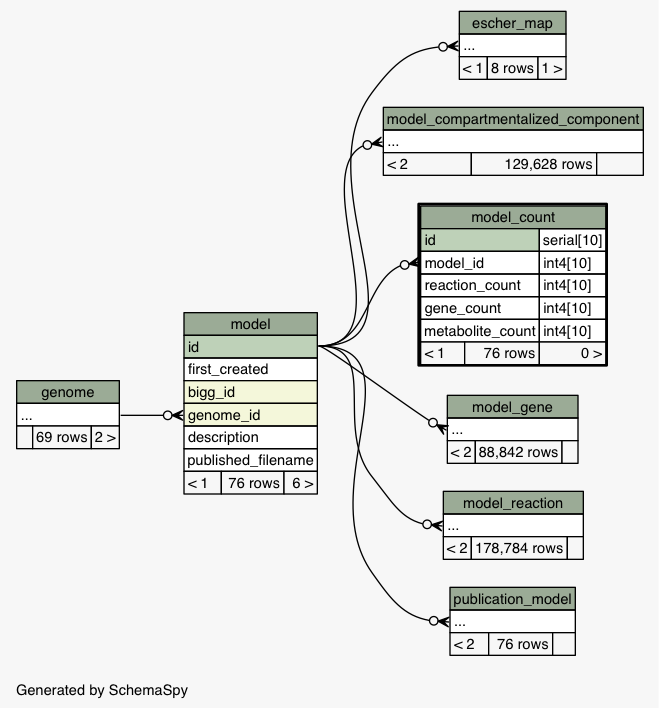 escher_map
...
< 1 8 rows 1 >
model_compartmentalized_component
...
< 2 129,628 rows
model_count
id serial[10]
model_id int4[10]
reaction_count int4[10]
gene_count int4[10]
metabolite_count int4[10]
< 1 76 rows 0 >
model
id
first_created
bigg_id
genome_id
description
published_filename
< 1 76 rows 6 >
genome
...
69 rows 2 >
model_gene
...
< 2 88,842 rows
model_reaction
...
< 2 178,784 rows
publication_model
...
< 2 76 rows
Generated by SchemaSpy